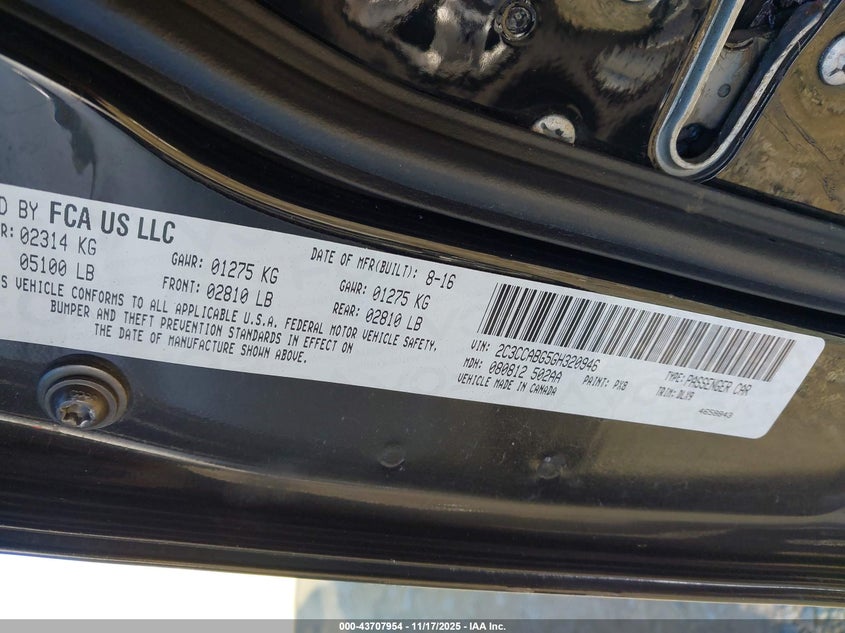 D BY FCA US LLC
R: 02314 KG
05100 LB
GAWR: 01275 KG
FRONT: 02810 LB
DATE OF MFR(BUILT): 8-16
GAWR: 01275 KG
REAR: 02810 LB
S VEHICLE CONFORMS TO ALL APPLICABLE U.S.A. FEDERAL MOTOR VEHICLE SAFETY,
BUMPER AND THEFT PREVENTION STANDARDS IN EFFECT ON
THE DATE OF MANUFACTURE SHOWN ABOVE.
VIN: 2C3CCABG5GH320946
MDH: 080812 502AA
PAINT: PX8
VEHICLE MADE IN CANADA
TYPE: PASSENGER CAR
TRIM: DLX9
4658843
000-43707954 - 11/17/2025 - IAA Inc.